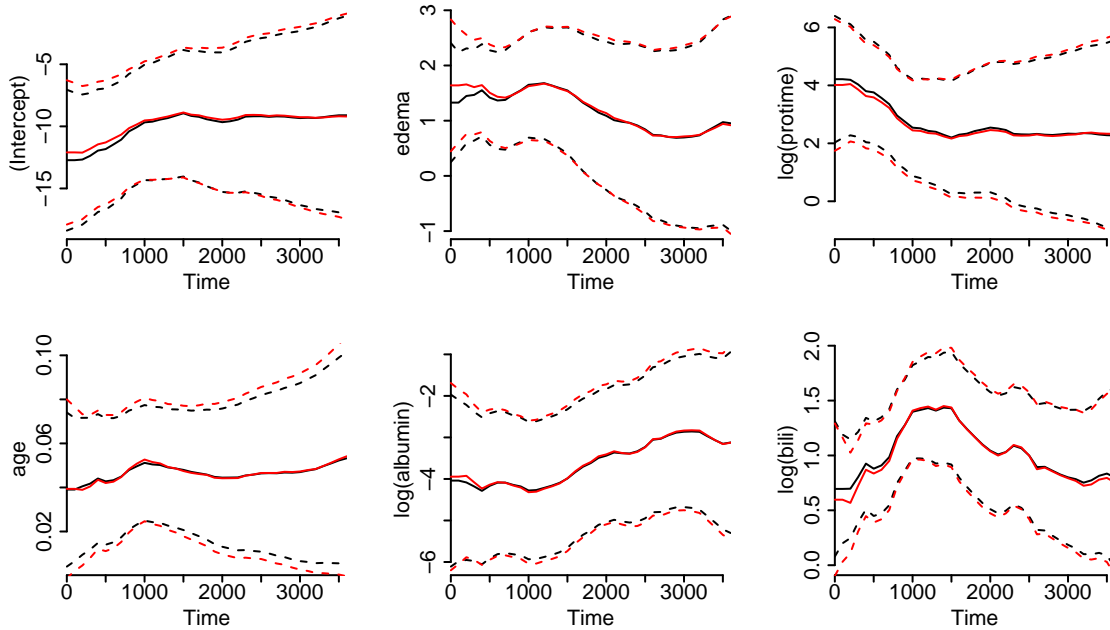 (Intercept)
−5
−10
−15
0 1000 2000 3000
Time
edema
3
2
1
0
−1
0 1000 2000 3000
Time
log(protime)
6
4
2
0
0 1000 2000 3000
Time
age
0.10
0.06
0.02
0 1000 2000 3000
Time
log(albumin)
−2
−4
−6
0 1000 2000 3000
Time
log(bili)
2.0
1.5
1.0
0.5
0.0
0 1000 2000 3000
Time